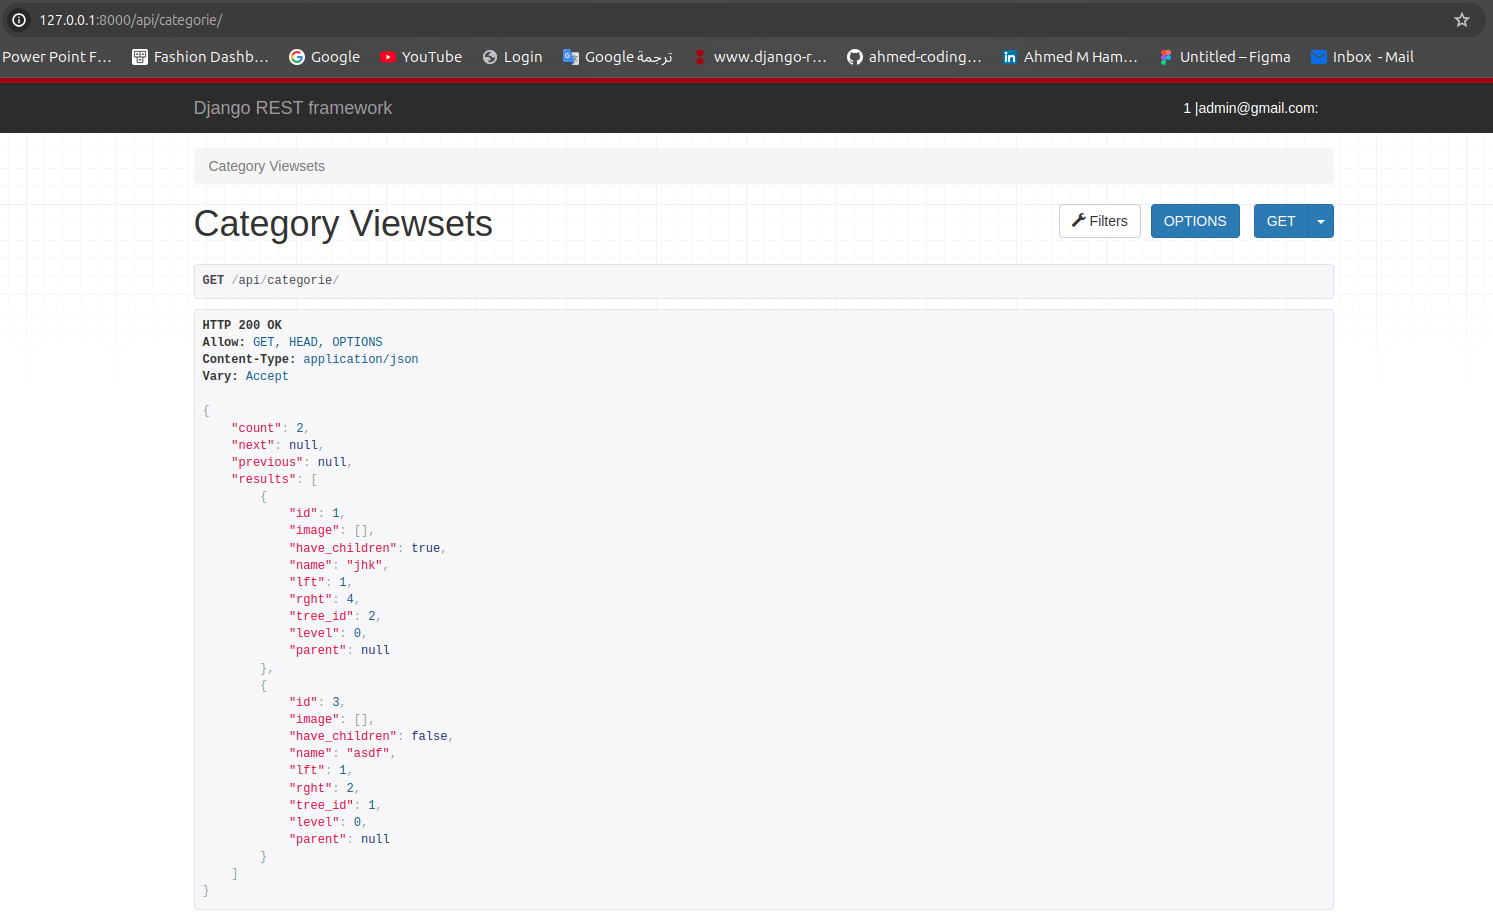 127.0.0.1:8000/api/categorie/
Power Point F... Fashion Dashb... Google YouTube Login Google ترجمة www.django-r... ahmed-coding... Ahmed M Ham... Untitled – Figma Inbox - Mail
Django REST framework 1 |admin@gmail.com:
Category Viewsets
Category Viewsets Filters OPTIONS GET
GET /api/categorie/
HTTP 200 OK
Allow: GET, HEAD, OPTIONS
Content-Type: application/json
Vary: Accept
{
"count": 2,
"next": null,
"previous": null,
"results": [
{
"id": 1,
"image": [],
"have_children": true,
"name": "jhk",
"lft": 1,
"rght": 4,
"tree_id": 2,
"level": 0,
"parent": null
},
{
"id": 3,
"image": [],
"have_children": false,
"name": "asdf",
"lft": 1,
"rght": 2,
"tree_id": 1,
"level": 0,
"parent": null
}
]
}